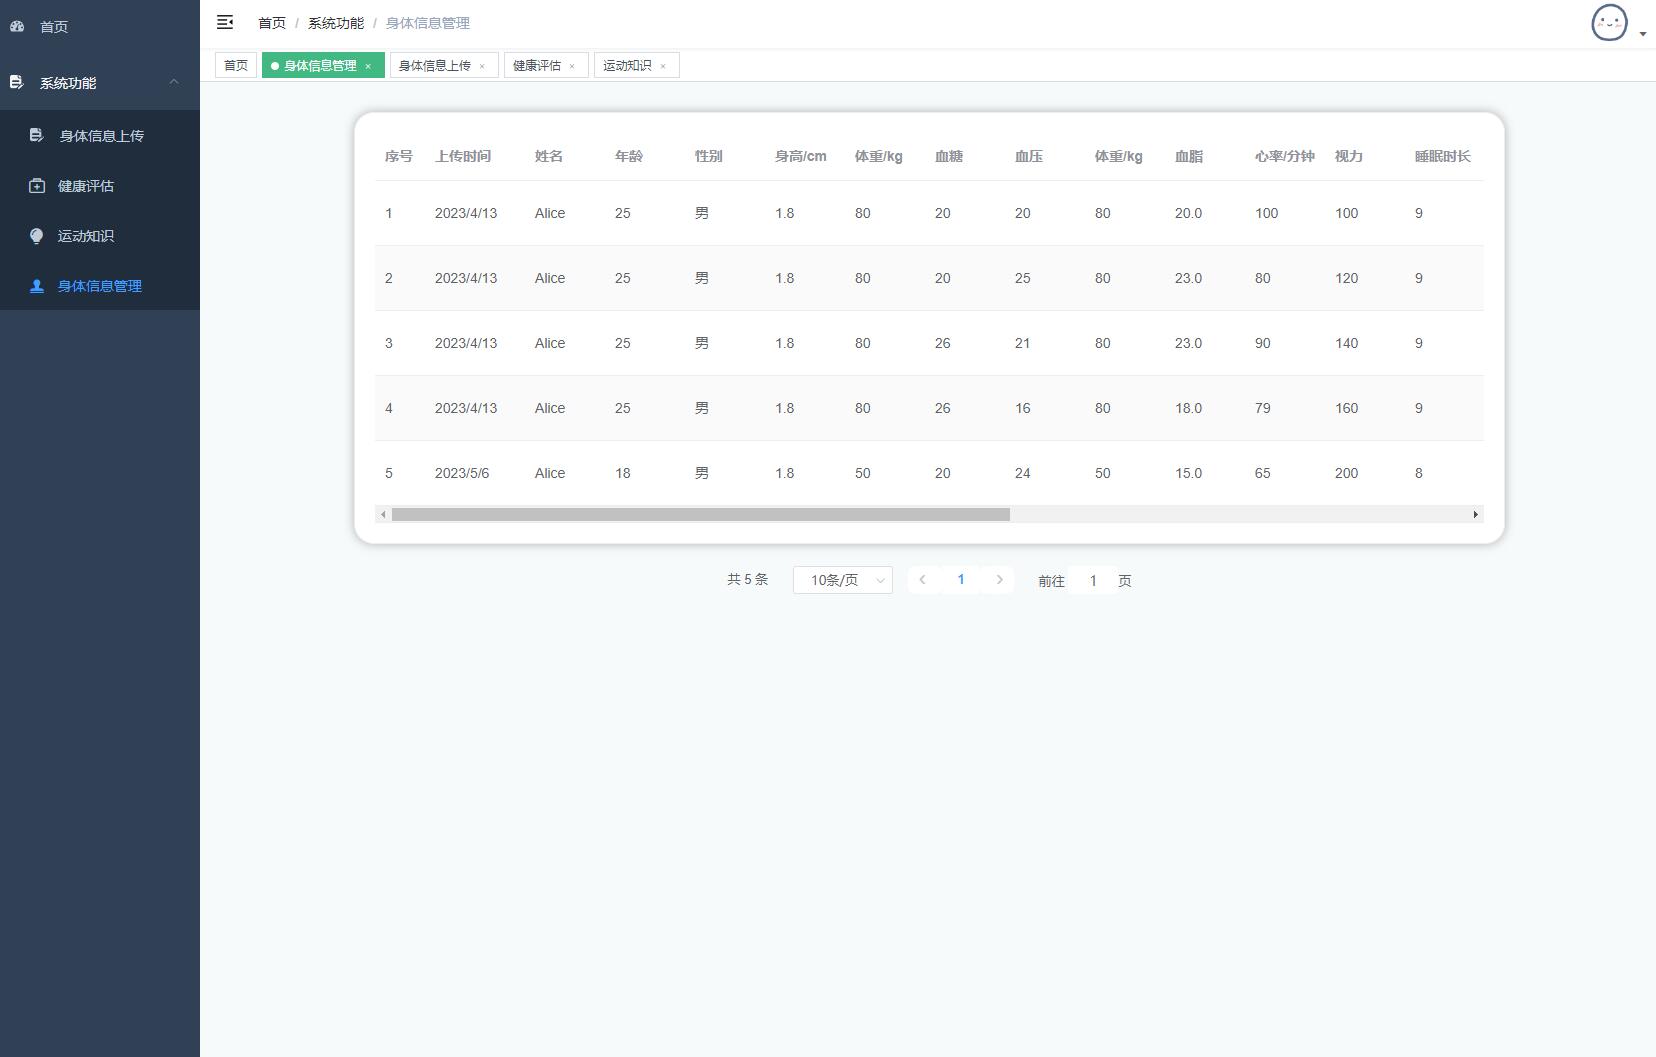 首页
系统功能
身体信息上传
健康评估
运动知识
身体信息管理
首页 / 系统功能 / 身体信息管理
首页 身体信息管理 × 身体信息上传 × 健康评估 × 运动知识 ×
序号 上传时间 姓名 年龄 性别 身高/cm 体重/kg 血糖 血压 体重/kg 血脂 心率/分钟 视力 睡眠时长
1 2023/4/13 Alice 25 男 1.8 80 20 20 80 20.0 100 100 9
2 2023/4/13 Alice 25 男 1.8 80 20 25 80 23.0 80 120 9
3 2023/4/13 Alice 25 男 1.8 80 26 21 80 23.0 90 140 9
4 2023/4/13 Alice 25 男 1.8 80 26 16 80 18.0 79 160 9
5 2023/5/6 Alice 18 男 1.8 50 20 24 50 15.0 65 200 8
共 5 条 10条/页 1 前往 1 页